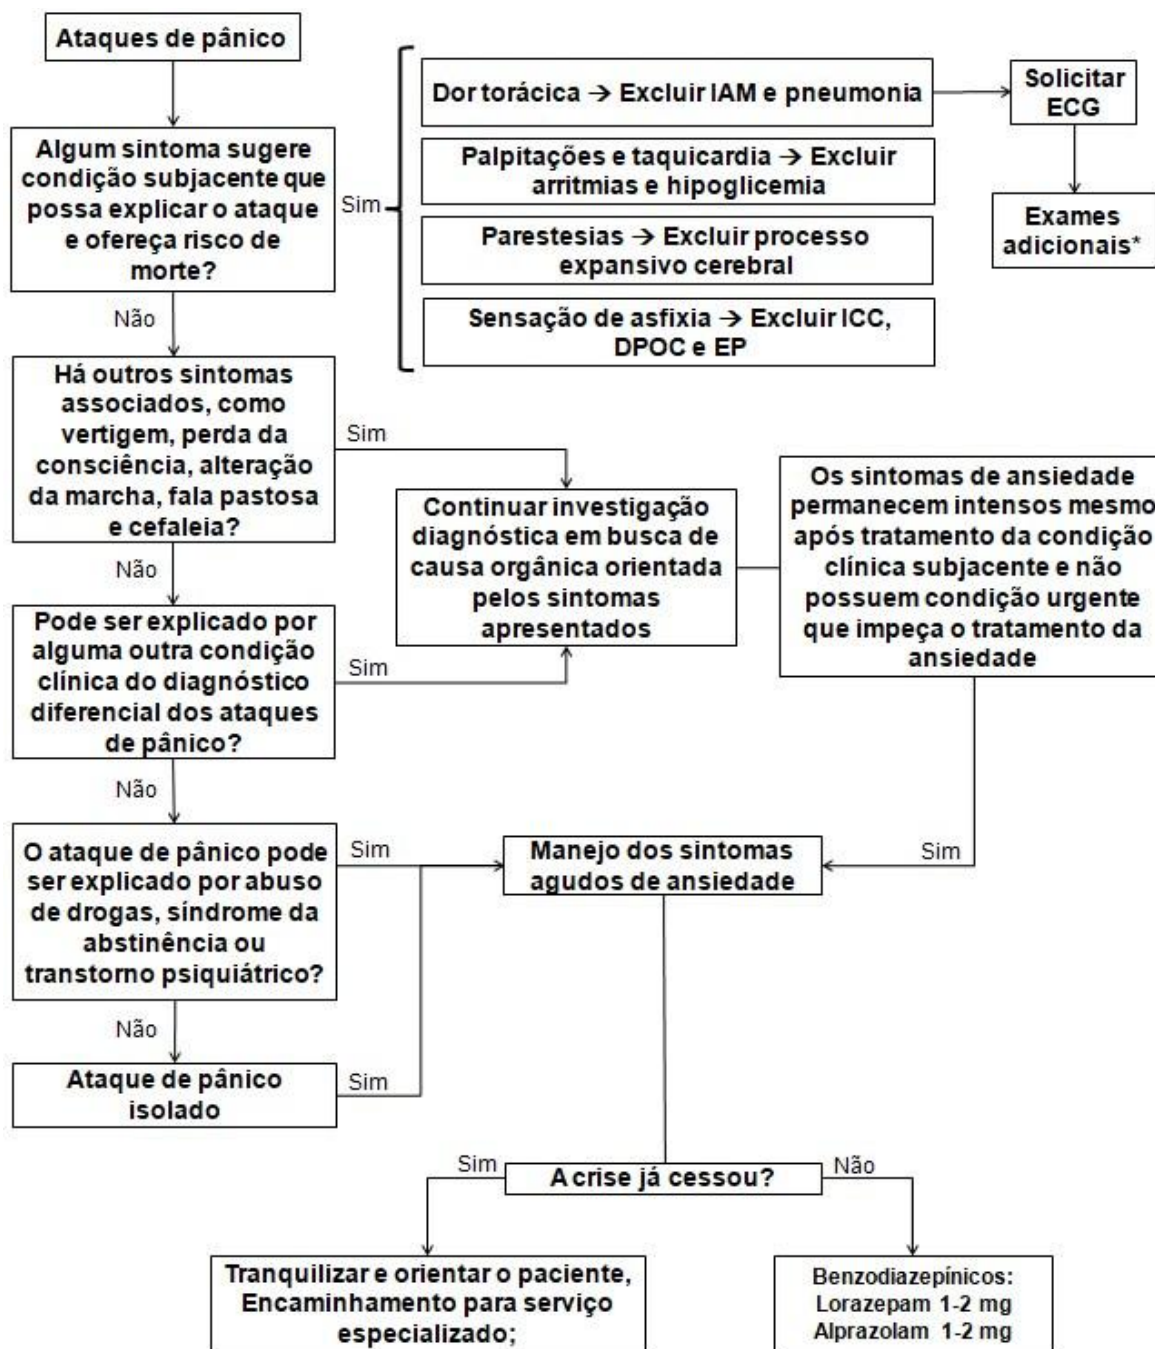 Ataques de pânico
Algum sintoma sugere
condição subjacente que
possa explicar o ataque
e ofereça risco de
morte?
Sim
Dor torácica → Excluir IAM e pneumonia
Solicitar
ECG
Exames
adicionais*
Palpitações e taquicardia → Excluir
arritmias e hipoglicemia
Parestesias → Excluir processo
expansivo cerebral
Sensação de asfixia → Excluir ICC,
DPOC e EP
Não
Há outros sintomas
associados, como
vertigem, perda da
consciência, alteração
da marcha, fala pastosa
e cefaleia?
Sim
Continuar investigação
diagnóstica em busca de
causa orgânica orientada
pelos sintomas
apresentados
Os sintomas de ansiedade
permanecem intensos mesmo
após tratamento da condição
clínica subjacente e não
possuem condição urgente
que impeça o tratamento da
ansiedade
Não
Pode ser explicado por
alguma outra condição
clínica do diagnóstico
diferencial dos ataques
de pânico?
Sim
Não
O ataque de pânico pode
ser explicado por abuso
de drogas, síndrome da
abstinência ou
transtorno psiquiátrico?
Sim
Manejo dos sintomas
agudos de ansiedade
Sim
Não
Ataque de pânico
isolado
Sim
Sim
A crise já cessou?
Não
Tranquilizar e orientar o paciente,
Encaminhamento para serviço
especializado;
Benzodiazepínicos:
Lorazepam 1-2 mg
Alprazolam 1-2 mg